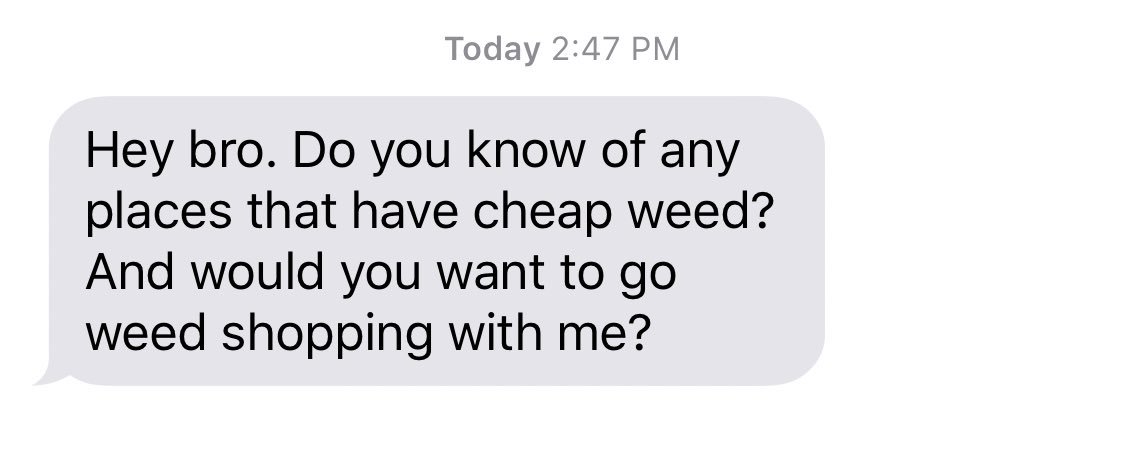 Today 2:47 PM
Hey bro. Do you know of any
places that have cheap weed?
And would you want to go
weed shopping with me?